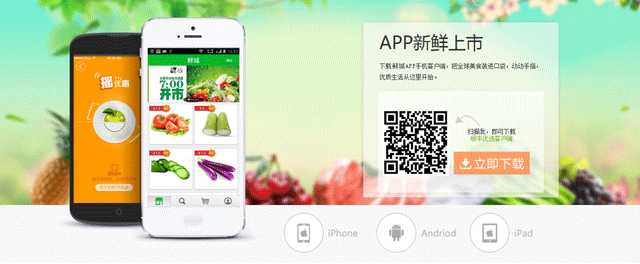 APP新鲜上市
下载鲜城APP手机客户端，把全球美食装进口袋，动动手指，
优质生活从这里开始。
扫描我，即可下载
顺丰优选客户端
立即下载
摇优惠
鲜城
7:00
开市
iPhone
Andriod
iPad